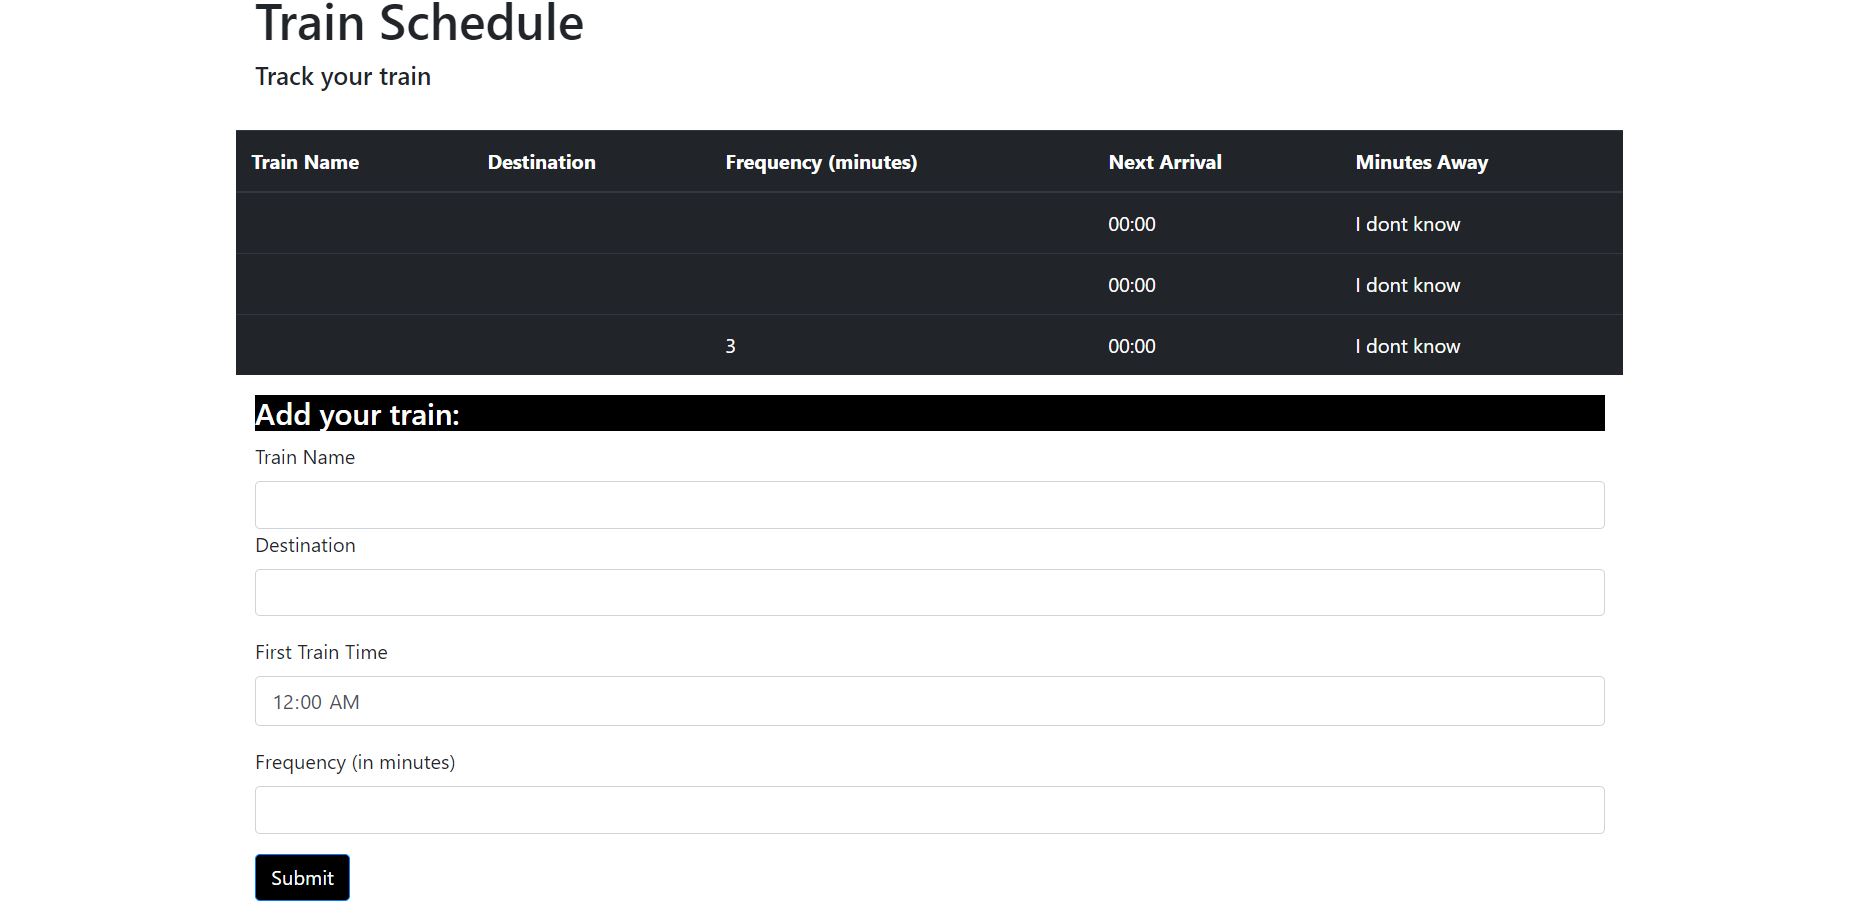 Train Schedule
Track your train
Train Name Destination Frequency (minutes) Next Arrival Minutes Away
00:00 I dont know
00:00 I dont know
3 00:00 I dont know
Add your train:
Train Name
Destination
First Train Time
12:00 AM
Frequency (in minutes)
Submit